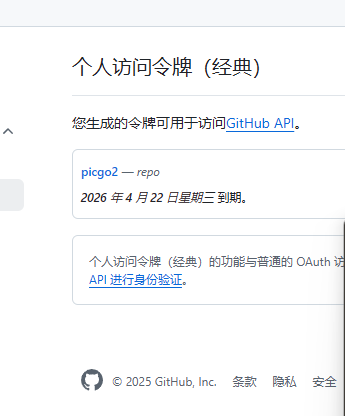 个人访问令牌（经典）
您生成的令牌可用于访问GitHub API。
picgo2 — repo
2026 年 4 月 22 日星期三 到期。
个人访问令牌（经典）的功能与普通的 OAuth 访
API 进行身份验证。
© 2025 GitHub, Inc. 条款 隐私 安全